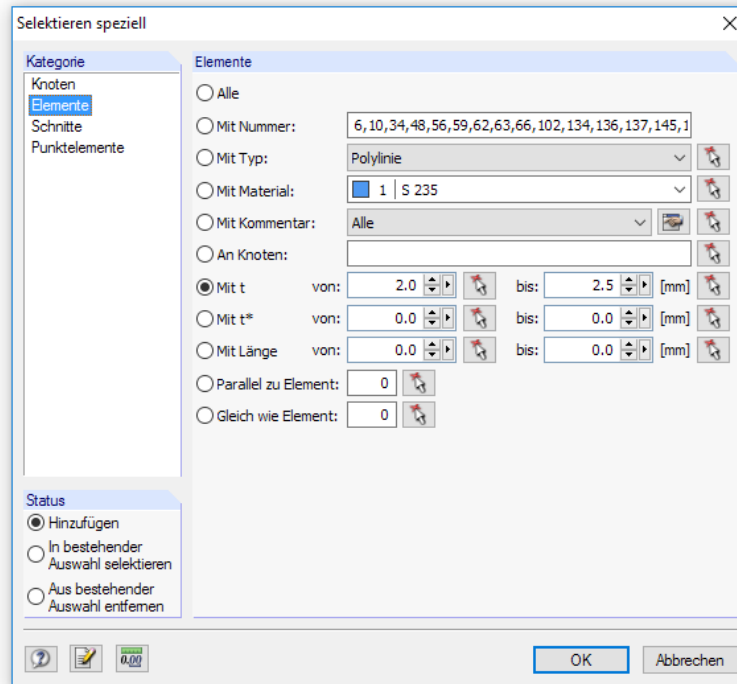 Selektieren speziell
Kategorie
Knoten
Elemente
Schnitte
Punktelemente
Elemente
Alle
Mit Nummer: 6,10,34,48,56,59,62,63,66,102,134,136,137,145,1
Mit Typ: Polylinie
Mit Material: 1 S 235
Mit Kommentar: Alle
An Knoten:
Mit t von: 2.0 bis: 2.5 [mm]
Mit t* von: 0.0 bis: 0.0 [mm]
Mit Länge von: 0.0 bis: 0.0 [mm]
Parallel zu Element: 0
Gleich wie Element: 0
Status
Hinzufügen
In bestehender
Auswahl selektieren
Aus bestehender
Auswahl entfernen
0,00
OK Abbrechen